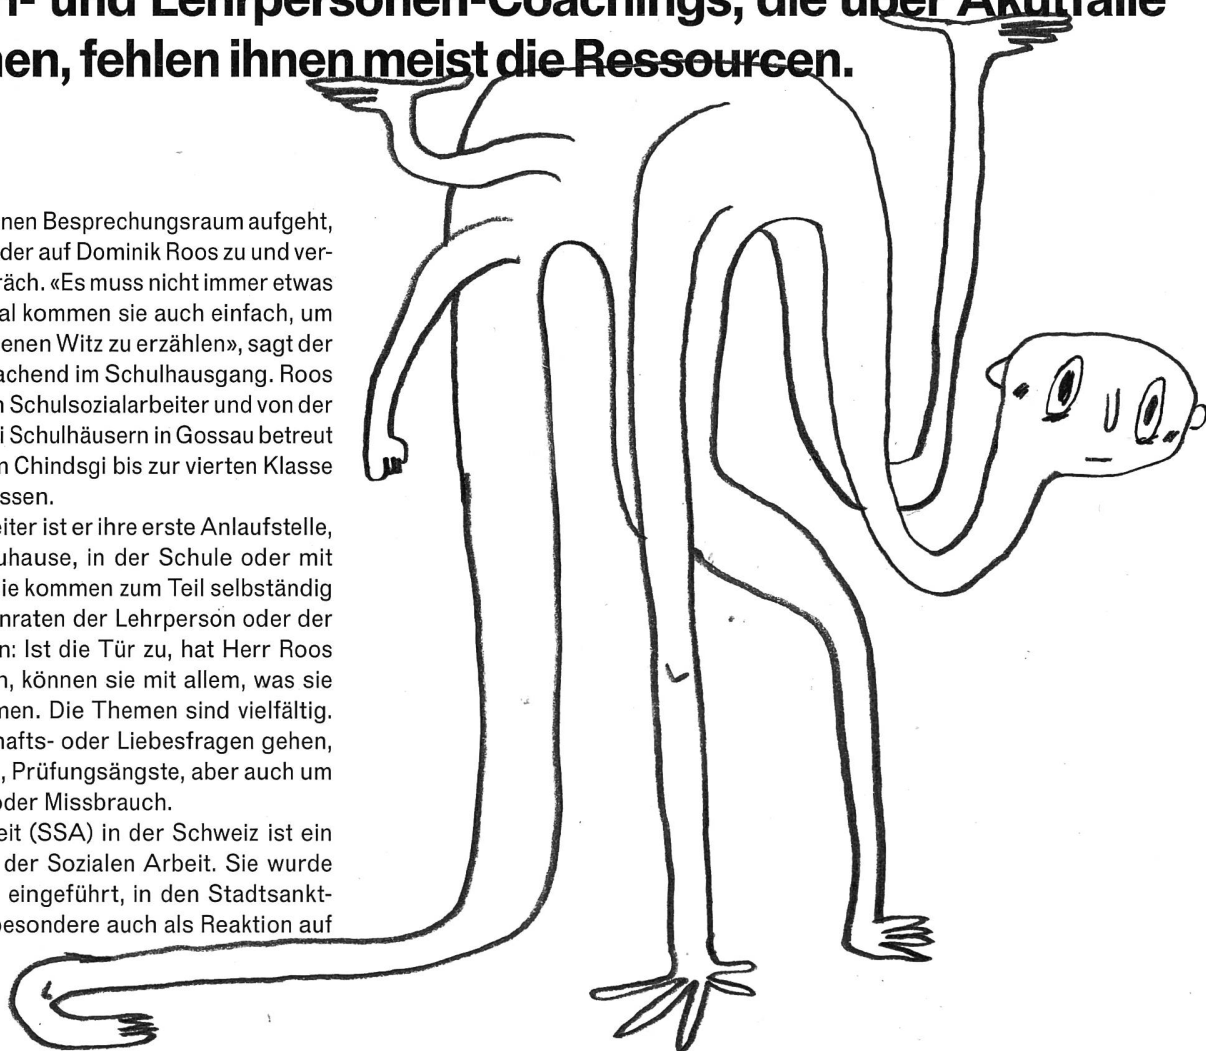 - und Lehrpersonen-Coachings, die über Akutfälle
fehlen ihnen meist die Ressourcen.
nen Besprechungsraum aufgeht,
der auf Dominik Roos zu und ver-
räch. «Es muss nicht immer etwas
al kommen sie auch einfach, um
enen Witz zu erzählen», sagt der
achend im Schulhausgang. Roos
n Schulsozialarbeiter und von der
i Schulhäusern in Gossau betreut
n Chindsgi bis zur vierten Klasse
ssen.
eiter ist er ihre erste Anlaufstelle,
uhause, in der Schule oder mit
ie kommen zum Teil selbständig
nraten der Lehrperson oder der
n: Ist die Tür zu, hat Herr Roos
n, können sie mit allem, was sie
men. Die Themen sind vielfältig.
hafts- oder Liebesfragen gehen,
, Prüfungsängste, aber auch um
oder Missbrauch.
eit (SSA) in der Schweiz ist ein
der Sozialen Arbeit. Sie wurde
eingeführt, in den Stadtsankt-
besondere auch als Reaktion auf